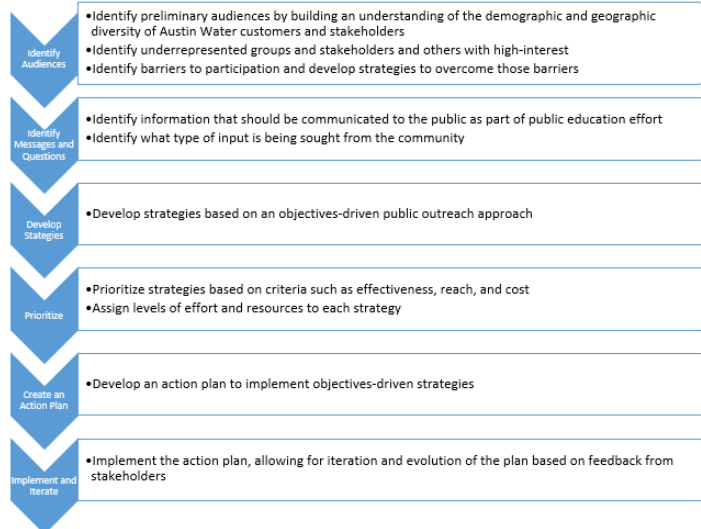 Identify
Audiences
•Identify preliminary audiences by building an understanding of the demographic and geographic
diversity of Austin Water customers and stakeholders
•Identify underrepresented groups and stakeholders and others with high-interest
•Identify barriers to participation and develop strategies to overcome those barriers
Identify
Messages and
Questions
•Identify information that should be communicated to the public as part of public education effort
•Identify what type of input is being sought from the community
Develop
Stategies
•Develop strategies based on an objectives-driven public outreach approach
Prioritize
•Prioritize strategies based on criteria such as effectiveness, reach, and cost
•Assign levels of effort and resources to each strategy
Create an
Action Plan
•Develop an action plan to implement objectives-driven strategies
Implement and
Iterate
•Implement the action plan, allowing for iteration and evolution of the plan based on feedback from
stakeholders